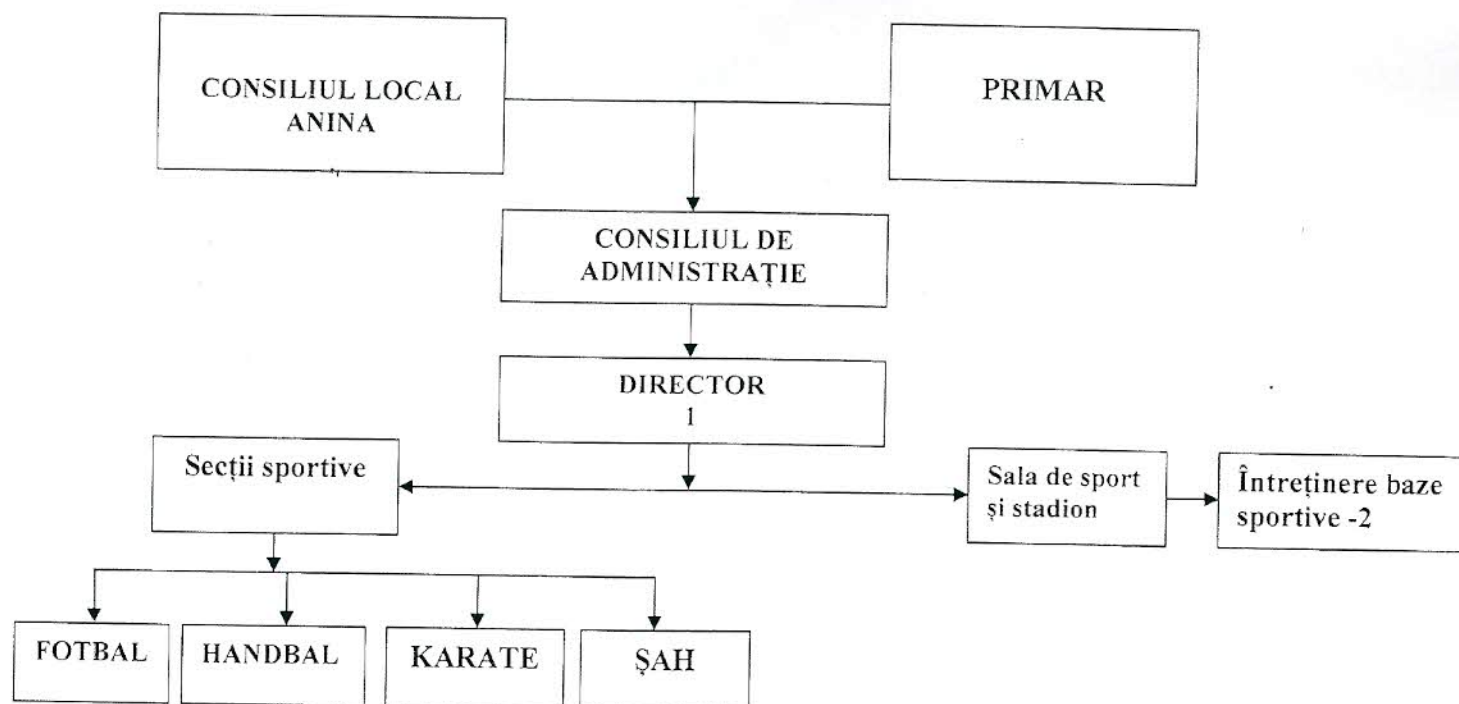 CONSILIUL LOCAL
ANINA
PRIMAR
CONSILIUL DE
ADMINISTRAȚIE
DIRECTOR
1
Secții sportive
Sala de sport
și stadion
Întreținere baze
sportive -2
FOTBAL
HANDBAL
KARATE
ȘAH